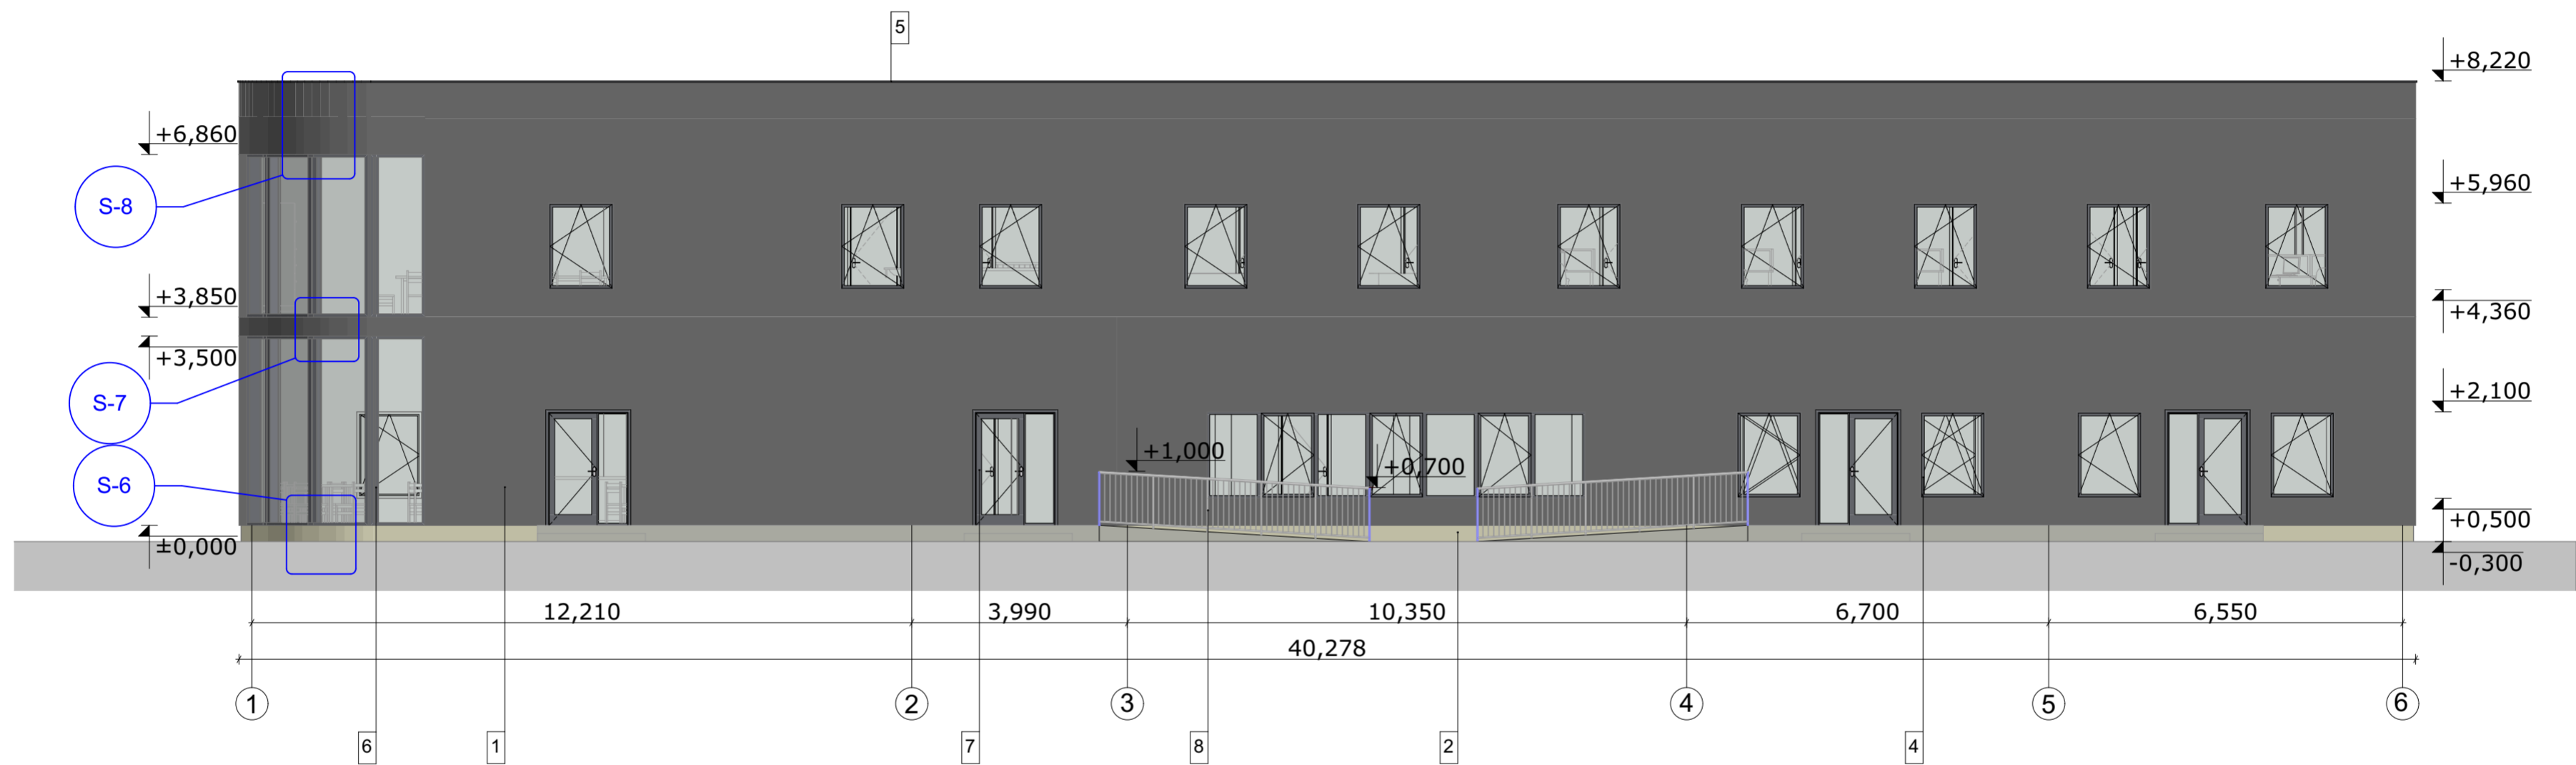 5
+8,220
+6,860
+5,960
S-8
+3,850
+4,360
+3,500
S-7
+2,100
+1,000
+0,700
S-6
+0,500
±0,000
-0,300
12,210 3,990 10,350 6,700 6,550
40,278
1 2 3 4 5 6
6 1 7 8 2 4